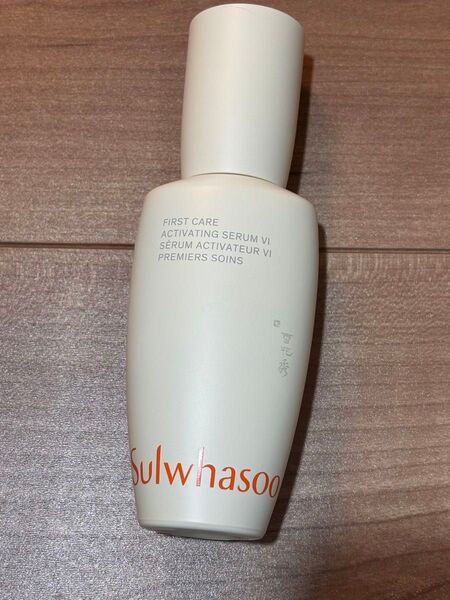 FIRST CARE
ACTIVATING SERUM VI
SÉRUM ACTIVATEUR VI
PREMIERS SOINS
Sulwhasoo